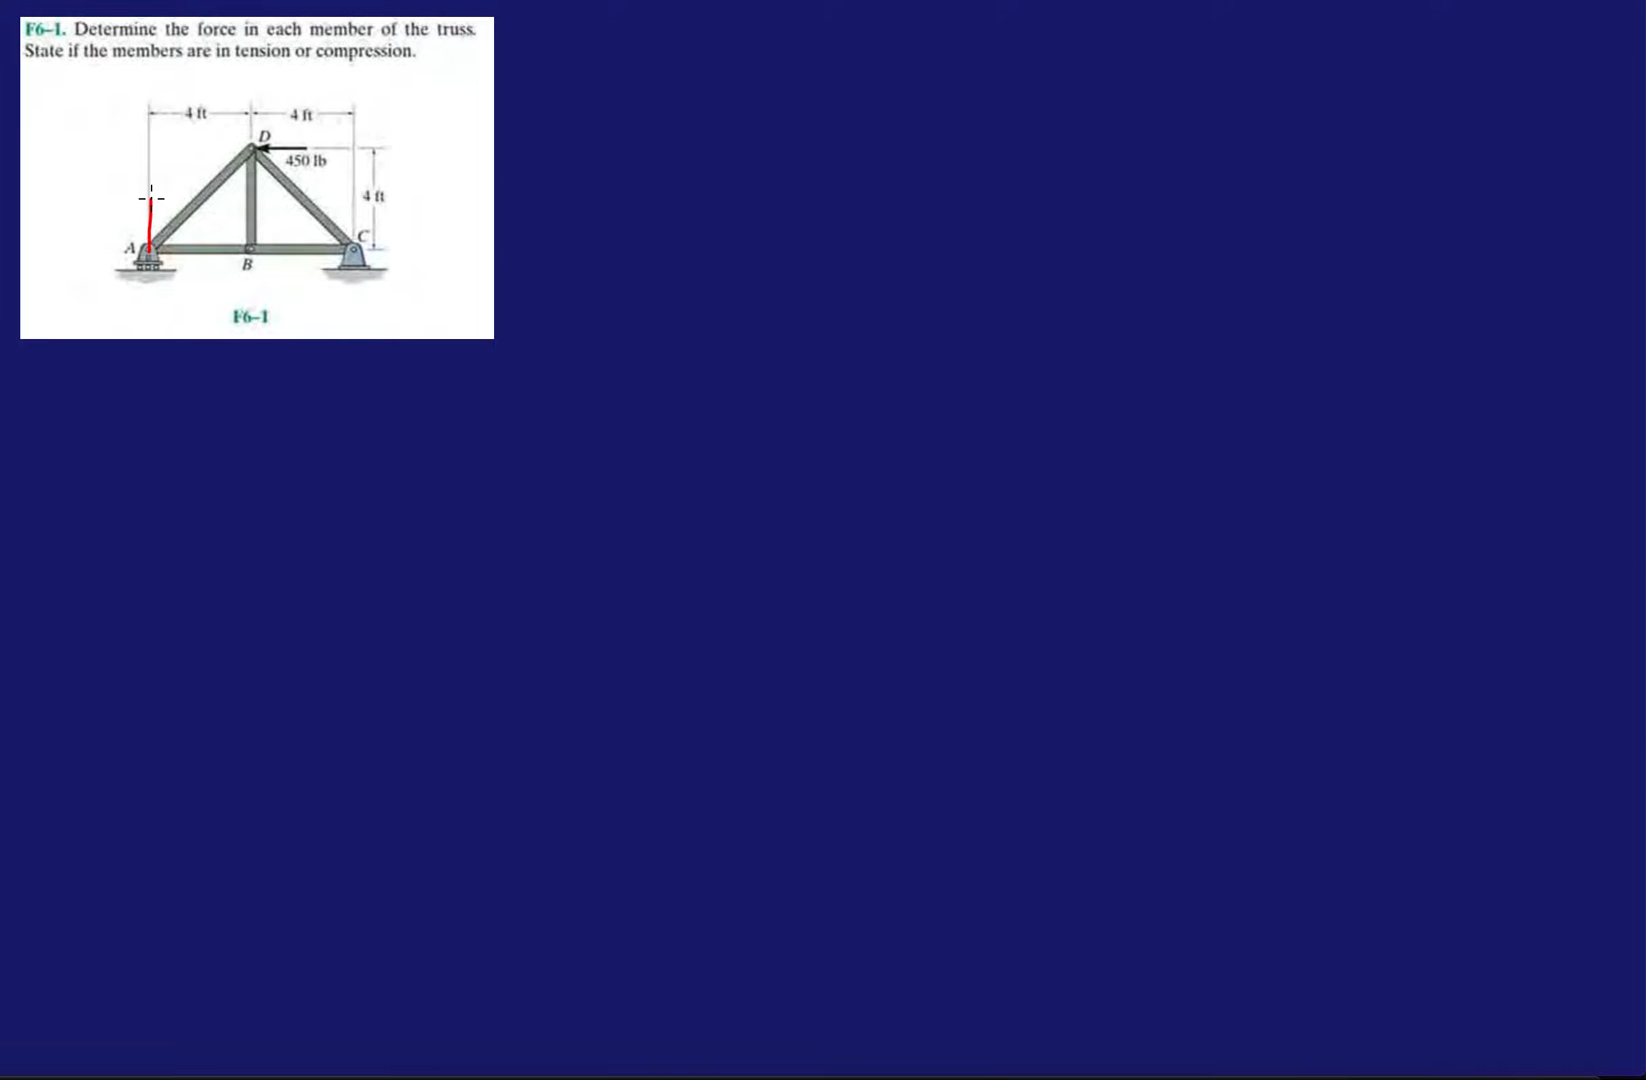 F6–1. Determine the force in each member of the truss.
State if the members are in tension or compression.
4 ft
4 ft
D
450 lb
4 ft
A
C
B
F6–1